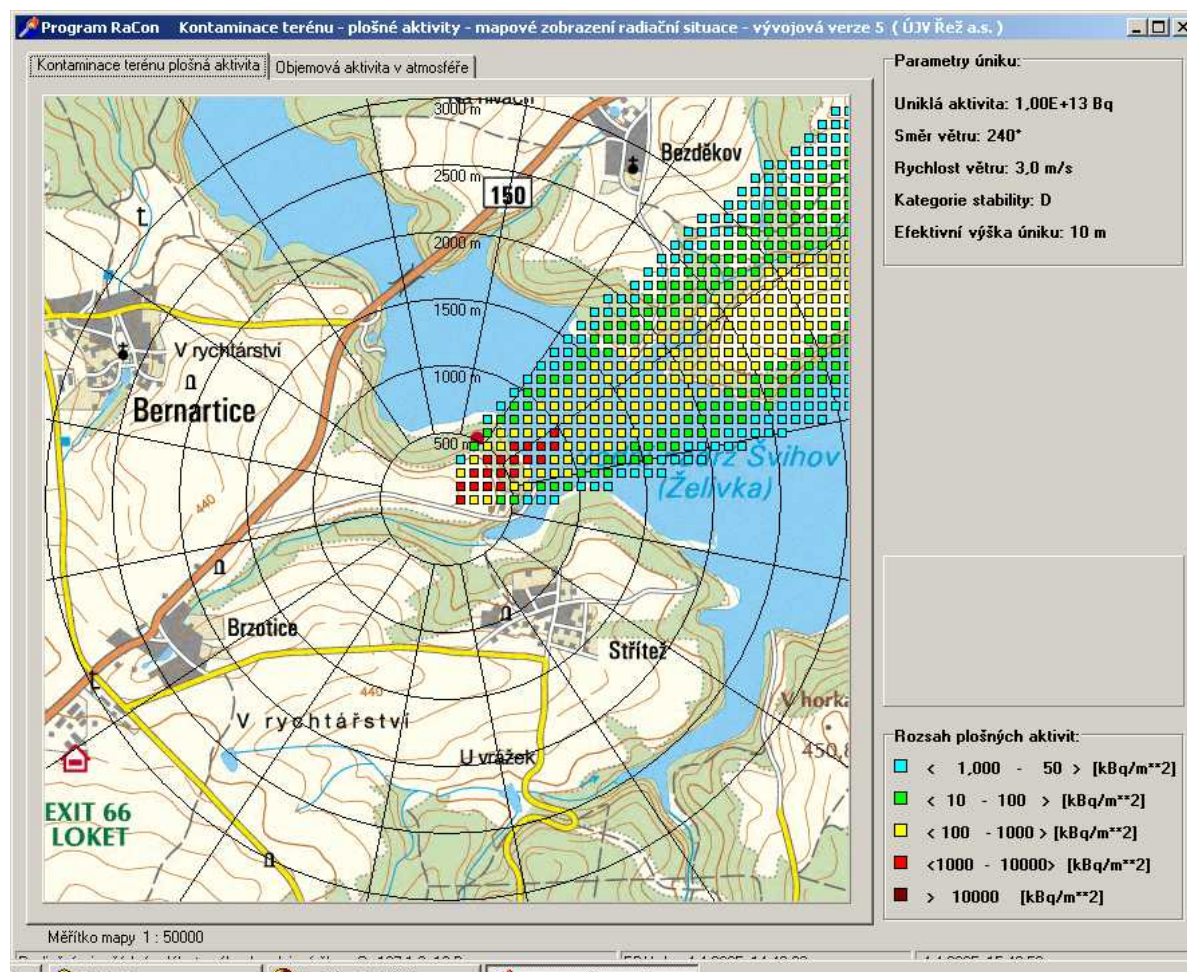 Program RaCon Kontaminace terénu - plošné aktivity - mapové zobrazení radiační situace - vývojová verze 5 ( ÚJV Řež a.s. )
Kontaminace terénu plošná aktivita
Objemová aktivita v atmosféře
Parametry úniku:
Uniklá aktivita: 1,00E+13 Bq
Směr větru: 240°
Rychlost větru: 3,0 m/s
Kategorie stability: D
Efektivní výška úniku: 10 m
3000 m
Bezděkov
2500 m
150
2000 m
1500 m
V rychtářství
1000 m
Bernartice
500 m
Švihov
(Želivka)
440
Brzotice
Střítež
440
V rychtářství
V hork
U vrážek
450,8
EXIT 66
LOKET
Rozsah plošných aktivit:
< 1,000 - 50 > [kBq/m**2]
< 10 - 100 > [kBq/m**2]
< 100 - 1000 > [kBq/m**2]
<1000 - 10000> [kBq/m**2]
> 10000 [kBq/m**2]
Měřítko mapy 1 : 50000